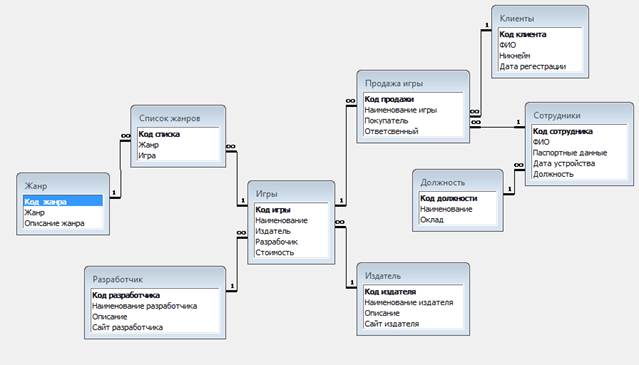 Клиенты
Код клиента
ФИО
Никнейм
Дата регестрации
Продажа игры
Код продажи
Наименование игры
Покупатель
Ответсвенный
Список жанров
Код списка
Жанр
Игра
Сотрудники
Код сотрудника
ФИО
Паспортные данные
Дата устройства
Должность
Жанр
Код жанра
Жанр
Описание жанра
Игры
Код игры
Наименование
Издатель
Разрабочик
Стоимость
Должность
Код должности
Наименование
Оклад
Разработчик
Код разработчика
Наименование разработчика
Описание
Сайт разработчика
Издатель
Код издателя
Наименование издателя
Описание
Сайт издателя
1
∞
1
∞
1
∞
1
∞
1
∞
1
∞
1
∞
1
∞